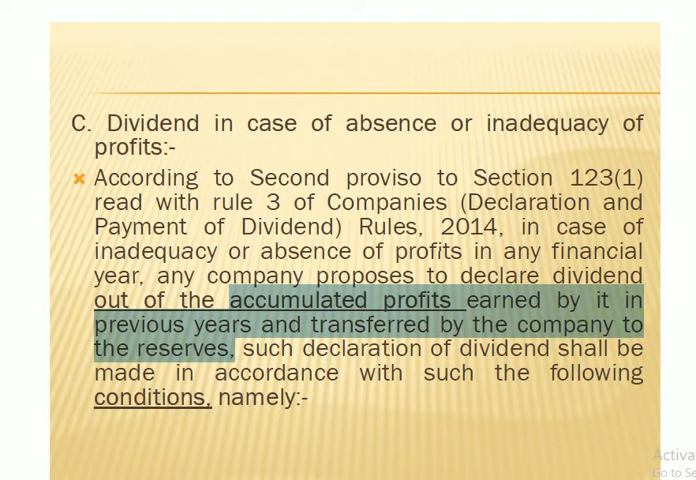 C. Dividend in case of absence or inadequacy of
profits:-
According to Second proviso to Section 123(1)
read with rule 3 of Companies (Declaration and
Payment of Dividend) Rules, 2014, in case of
inadequacy or absence of profits in any financial
year, any company proposes to declare dividend
out of the accumulated profits earned by it in
previous years and transferred by the company to
the reserves, such declaration of dividend shall be
made in accordance with such the following
conditions, namely:-
Activa
Go to Se